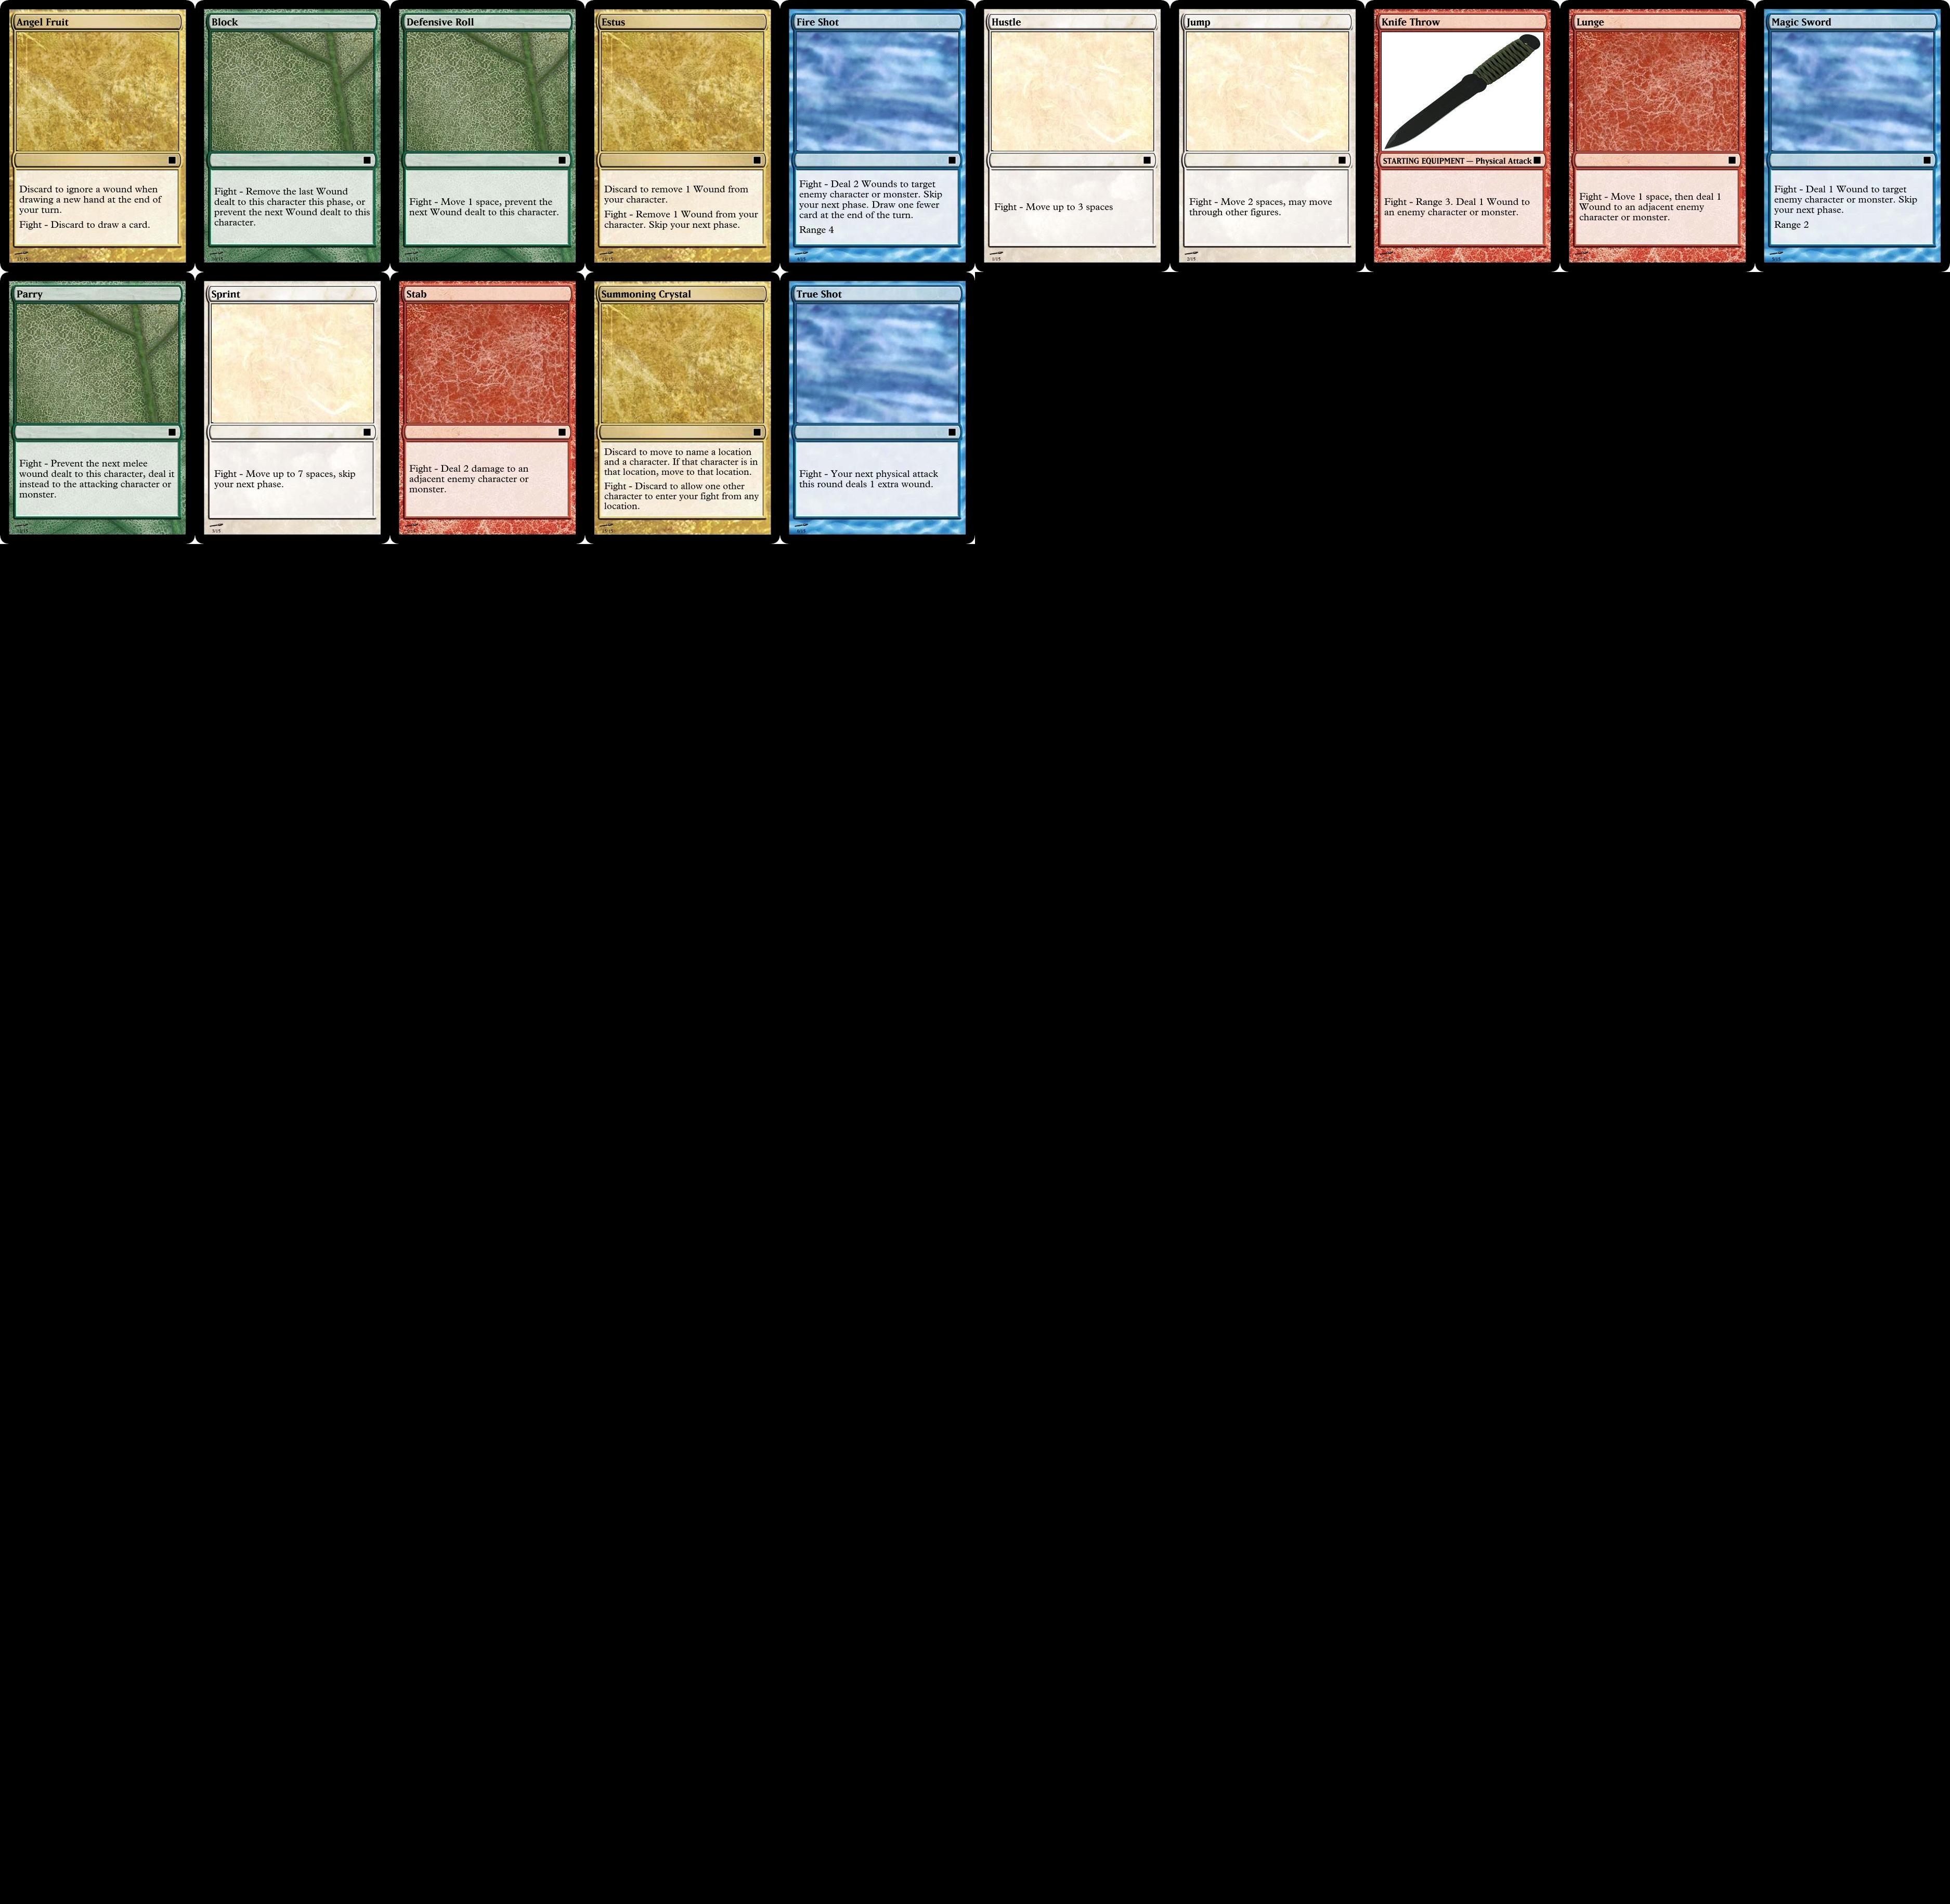 Angel Fruit
Discard to ignore a wound when
drawing a new hand at the end of
your turn.
Fight - Discard to draw a card.
Block
Fight - Remove the last Wound
dealt to this character this phase, or
prevent the next Wound dealt to this
character.
Defensive Roll
Fight - Move 1 space, prevent the
next Wound dealt to this character.
Estus
Discard to remove 1 Wound from
your character.
Fight - Remove 1 Wound from your
character. Skip your next phase.
Fire Shot
Fight - Deal 2 Wounds to target
enemy character or monster. Skip
your next phase. Draw one fewer
card at the end of the turn.
Range 4
Hustle
Fight - Move up to 3 spaces
Jump
Fight - Move 2 spaces, may move
through other figures.
Knife Throw
STARTING EQUIPMENT — Physical Attack
Fight - Range 3. Deal 1 Wound to
an enemy character or monster.
Lunge
Fight - Move 1 space, then deal 1
Wound to an adjacent enemy
character or monster.
Magic Sword
Fight - Deal 1 Wound to target
enemy character or monster. Skip
your next phase.
Range 2
Parry
Fight - Prevent the next melee
wound dealt to this character, deal it
instead to the attacking character or
monster.
Sprint
Fight - Move up to 7 spaces, skip
your next phase.
Stab
Fight - Deal 2 damage to an
adjacent enemy character or
monster.
Summoning Crystal
Discard to move to name a location
and a character. If that character is in
that location, move to that location.
Fight - Discard to allow one other
character to enter your fight from any
location.
True Shot
Fight - Your next physical attack
this round deals 1 extra wound.